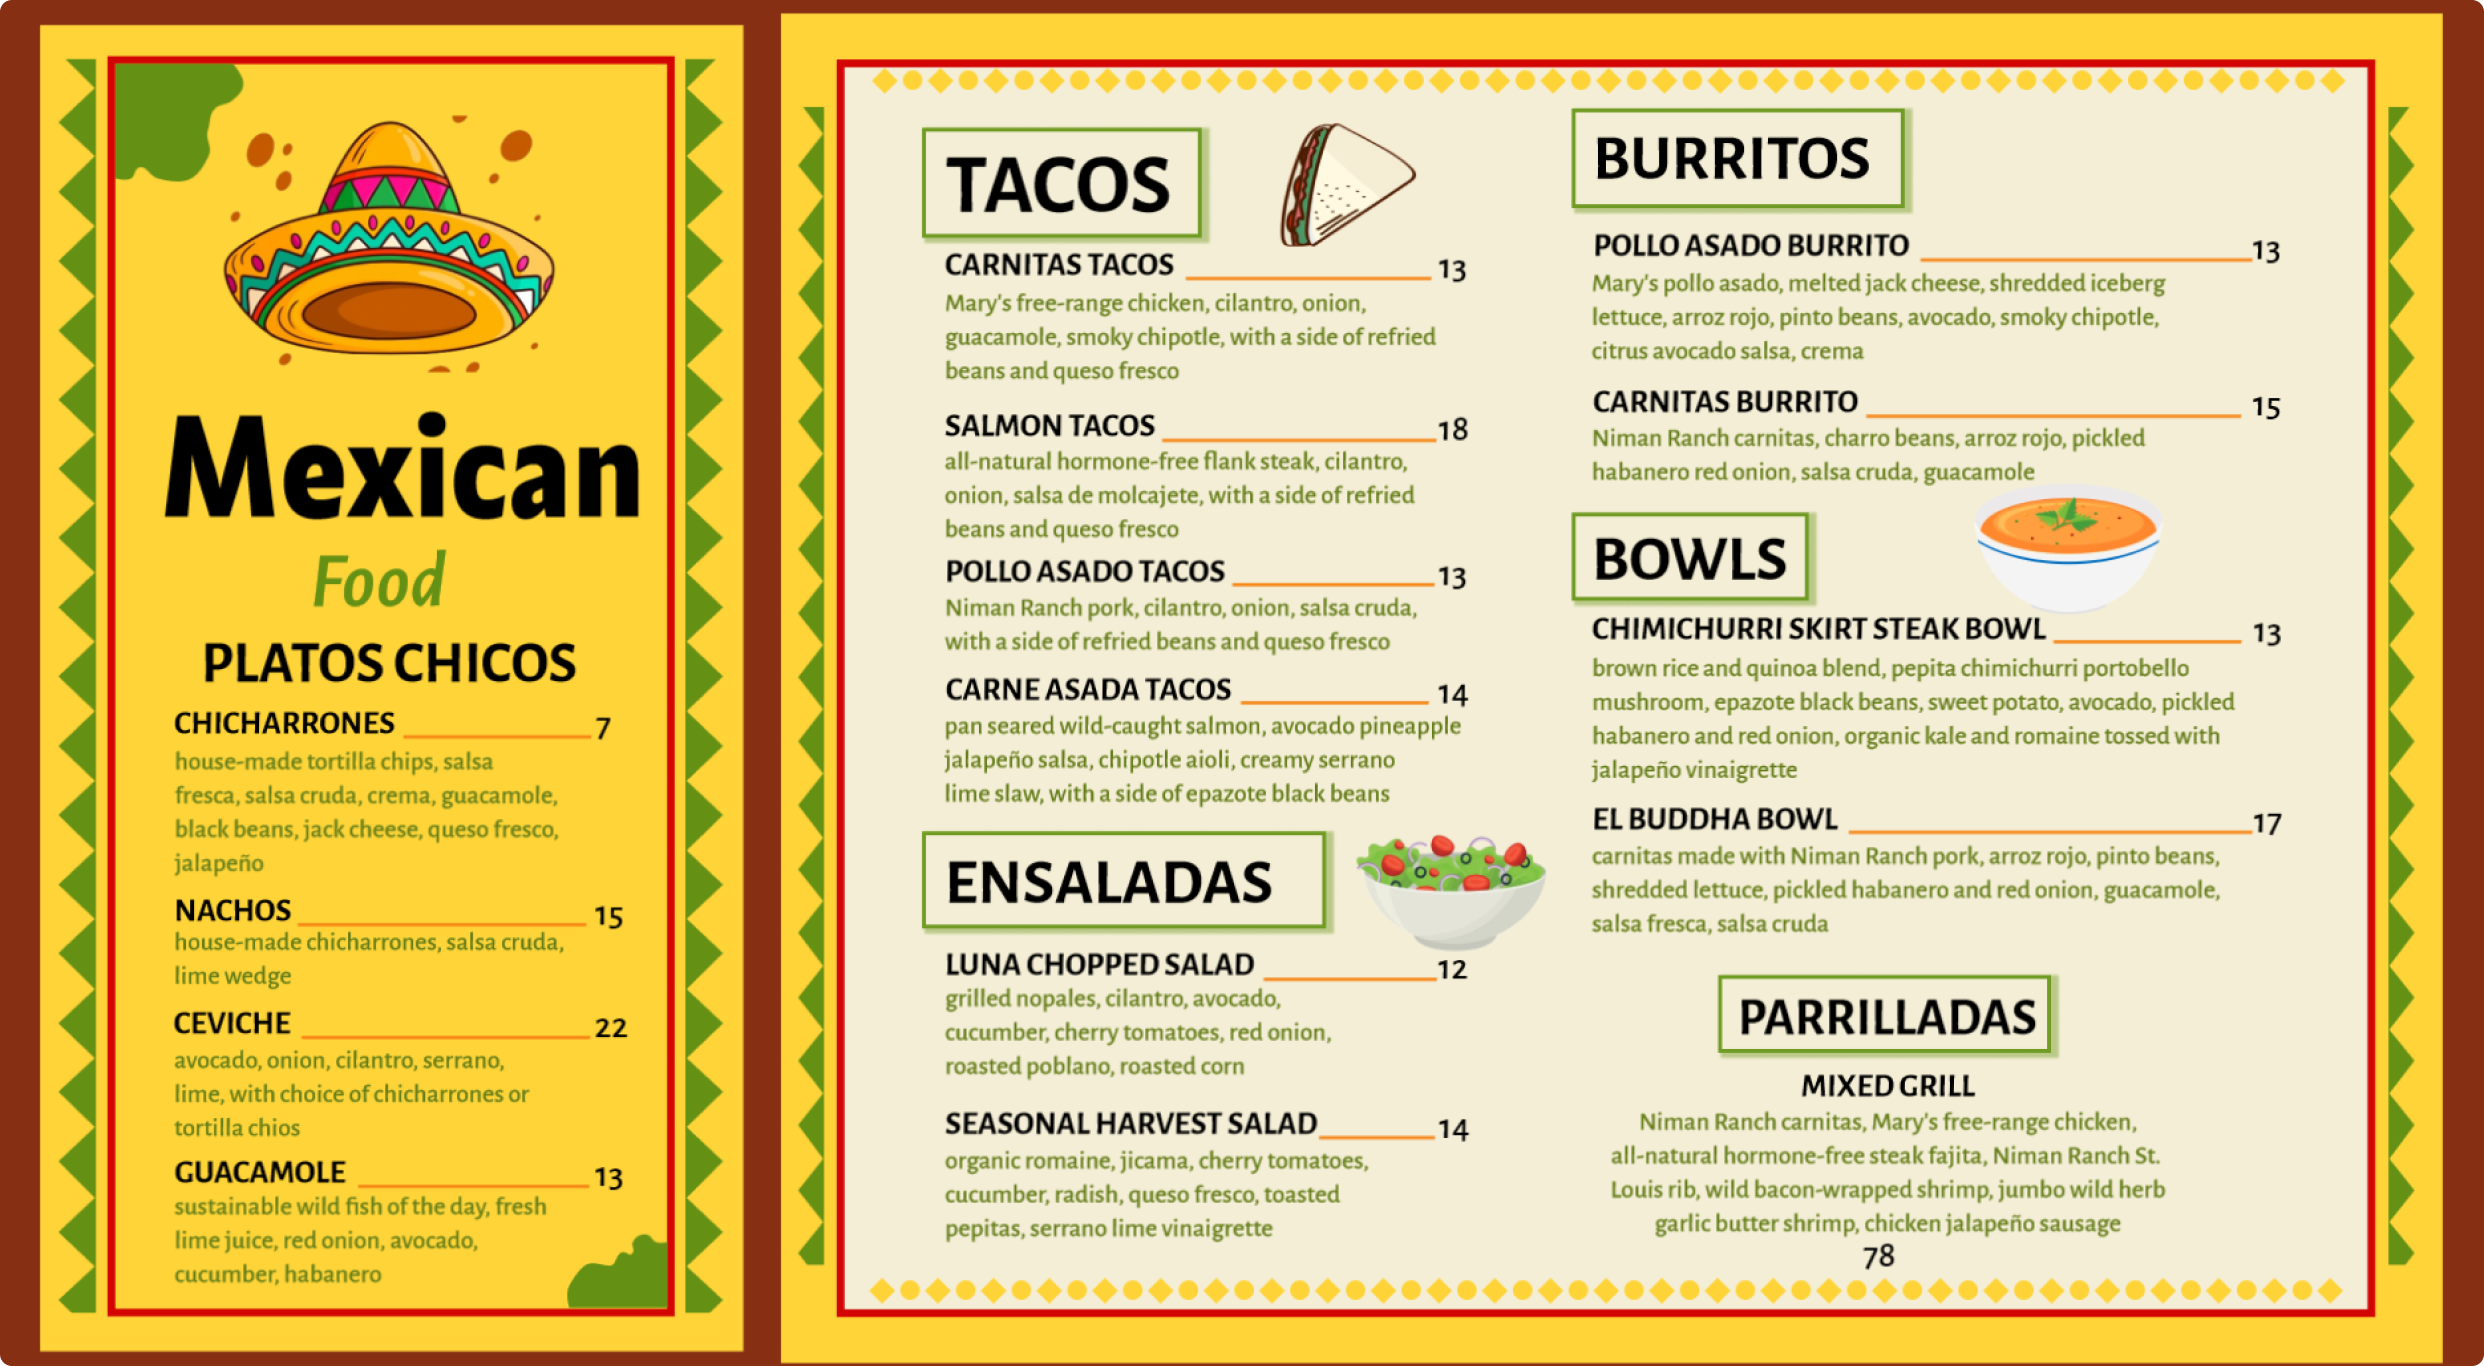 Mexican
Food
PLATOS CHICOS
CHICHARRONES 7
house-made tortilla chips, salsa
fresca, salsa cruda, crema, guacamole,
black beans, jack cheese, queso fresco,
jalapeño
NACHOS 15
house-made chicharrones, salsa cruda,
lime wedge
CEVICHE 22
avocado, onion, cilantro, serrano,
lime, with choice of chicharrones or
tortilla chios
GUACAMOLE 13
sustainable wild fish of the day, fresh
lime juice, red onion, avocado,
cucumber, habanero
TACOS
CARNITAS TACOS 13
Mary's free-range chicken, cilantro, onion,
guacamole, smoky chipotle, with a side of refried
beans and queso fresco
SALMON TACOS 18
all-natural hormone-free flank steak, cilantro,
onion, salsa de molcajete, with a side of refried
beans and queso fresco
POLLO ASADO TACOS 13
Niman Ranch pork, cilantro, onion, salsa cruda,
with a side of refried beans and queso fresco
CARNE ASADA TACOS 14
pan seared wild-caught salmon, avocado pineapple
jalapeño salsa, chipotle aioli, creamy serrano
lime slaw, with a side of epazote black beans
ENSALADAS
LUNA CHOPPED SALAD 12
grilled nopales, cilantro, avocado,
cucumber, cherry tomatoes, red onion,
roasted poblano, roasted corn
SEASONAL HARVEST SALAD 14
organic romaine, jicama, cherry tomatoes,
cucumber, radish, queso fresco, toasted
pepitas, serrano lime vinaigrette
BURRITOS
POLLO ASADO BURRITO 13
Mary's pollo asado, melted jack cheese, shredded iceberg
lettuce, arroz rojo, pinto beans, avocado, smoky chipotle,
citrus avocado salsa, crema
CARNITAS BURRITO 15
Niman Ranch carnitas, charro beans, arroz rojo, pickled
habanero red onion, salsa cruda, guacamole
BOWLS
CHIMICHURRI SKIRT STEAK BOWL 13
brown rice and quinoa blend, pepita chimichurri portobello
mushroom, epazote black beans, sweet potato, avocado, pickled
habanero and red onion, organic kale and romaine tossed with
jalapeño vinaigrette
EL BUDDHA BOWL 17
carnitas made with Niman Ranch pork, arroz rojo, pinto beans,
shredded lettuce, pickled habanero and red onion, guacamole,
salsa fresca, salsa cruda
PARRILLADAS
MIXED GRILL
Niman Ranch carnitas, Mary's free-range chicken,
all-natural hormone-free steak fajita, Niman Ranch St.
Louis rib, wild bacon-wrapped shrimp, jumbo wild herb
garlic butter shrimp, chicken jalapeño sausage
78